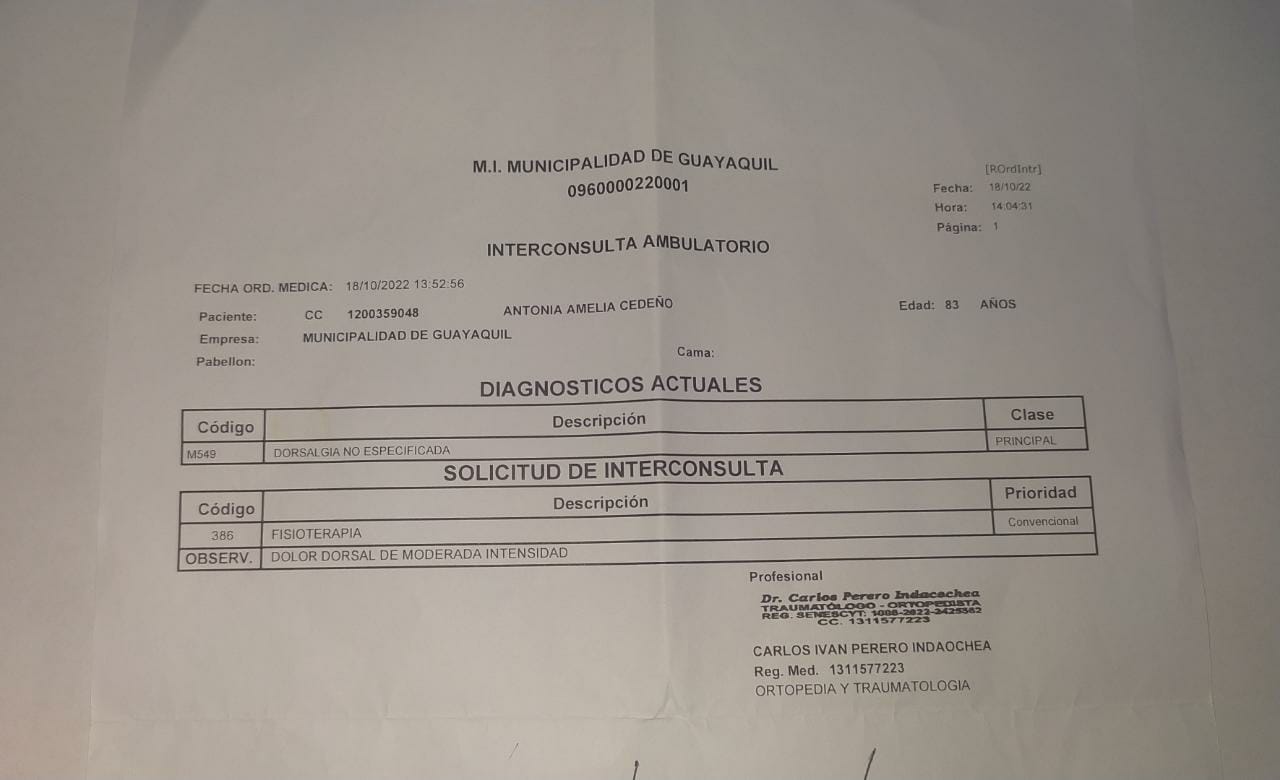 M.I. MUNICIPALIDAD DE GUAYAQUIL
0960000220001
[ROrdIntr]
Fecha: 18/10/22
Hora: 14:04:31
Página: 1
INTERCONSULTA AMBULATORIO
FECHA ORD. MEDICA: 18/10/2022 13:52:56
Paciente: CC 1200359048 ANTONIA AMELIA CEDEÑO Edad: 83 AÑOS
Empresa: MUNICIPALIDAD DE GUAYAQUIL
Pabellon: Cama:
DIAGNOSTICOS ACTUALES
Código Descripción Clase
M549 DORSALGIA NO ESPECIFICADA PRINCIPAL
SOLICITUD DE INTERCONSULTA
Código Descripción Prioridad
386 FISIOTERAPIA Convencional
OBSERV. DOLOR DORSAL DE MODERADA INTENSIDAD
Profesional
Dr. Carlos Perero Indacochea
TRAUMATÓLOGO - ORTOPEDISTA
REG. SENESCYT:
CC. 1311577223
CARLOS IVAN PERERO INDAOCHEA
Reg. Med. 1311577223
ORTOPEDIA Y TRAUMATOLOGIA